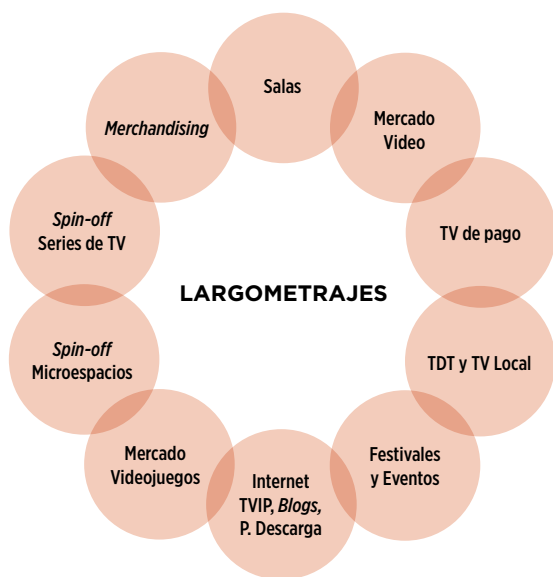 Salas
Mercado
Video
TV de pago
TDT y TV Local
Festivales
y Eventos
Internet
TVIP, Blogs,
P. Descarga
Mercado
Videojuegos
Spin-off
Microespacios
Spin-off
Series de TV
Merchandising
LARGOMETRAJES